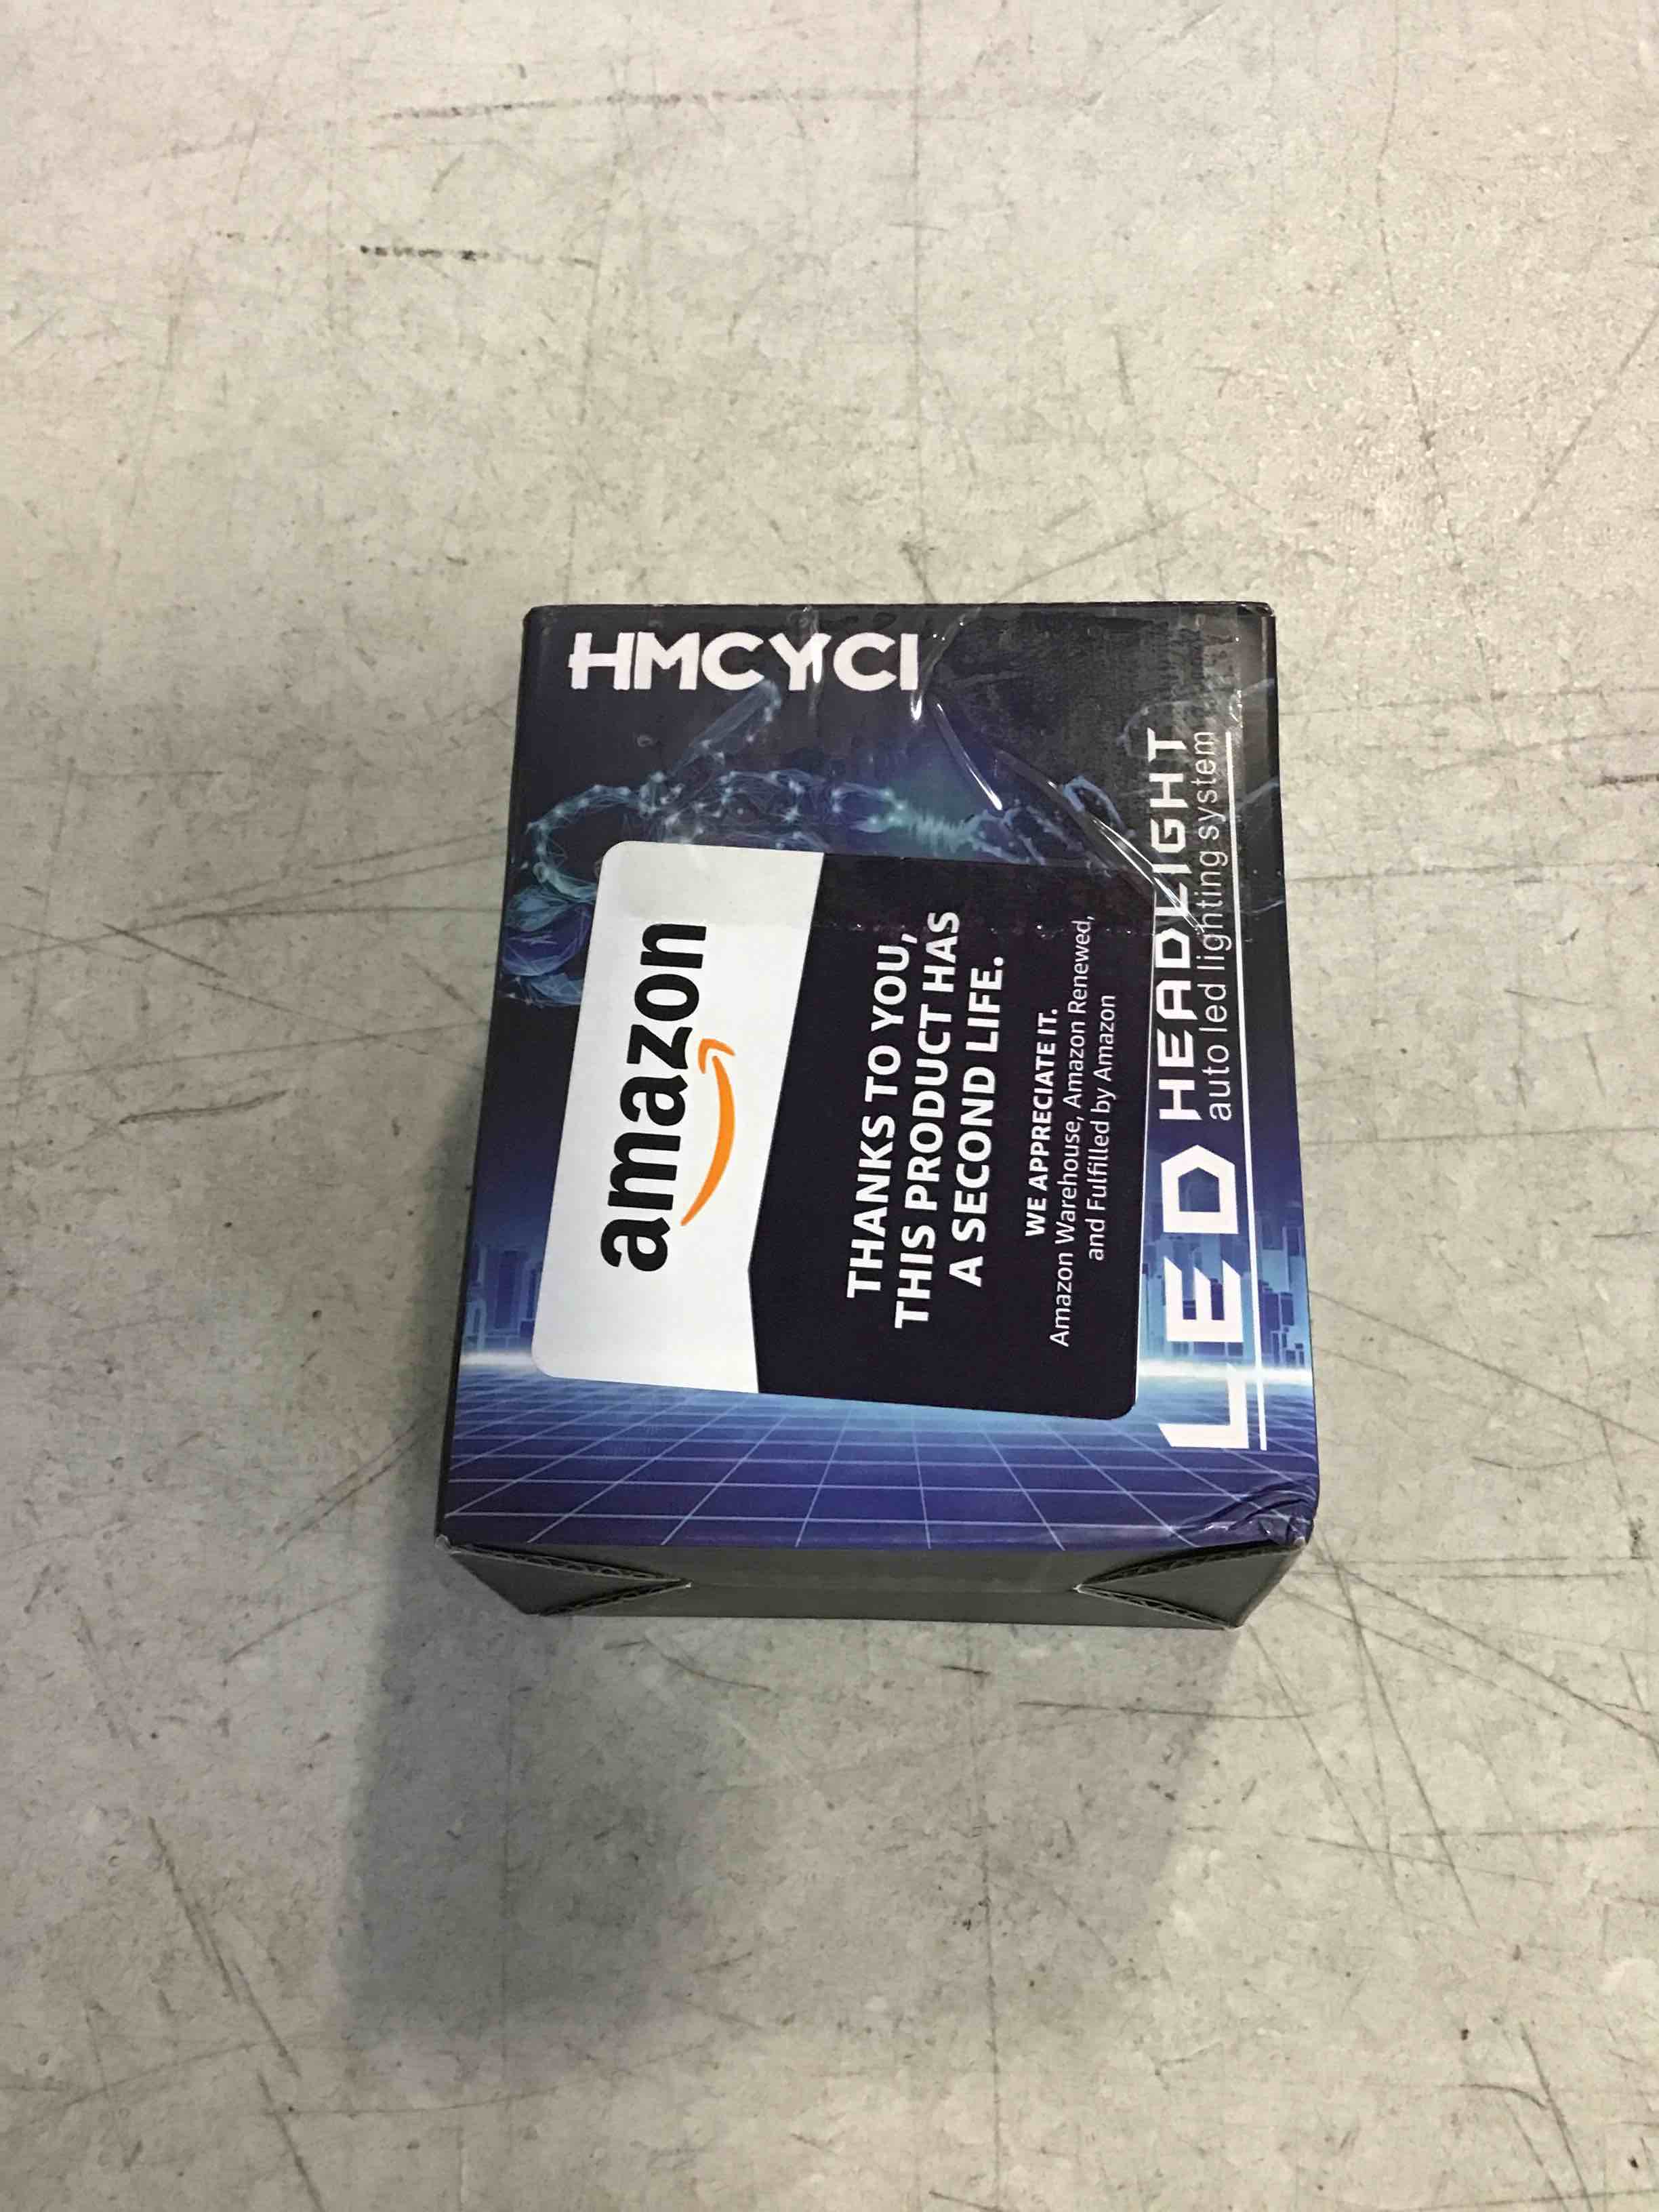 HMCYCI
amazon
THANKS TO YOU,
THIS PRODUCT HAS
A SECOND LIFE.
WE APPRECIATE IT.
Amazon Warehouse, Amazon Renewed,
and Fulfilled by Amazon
LED HEADLIGHT
auto led lighting system